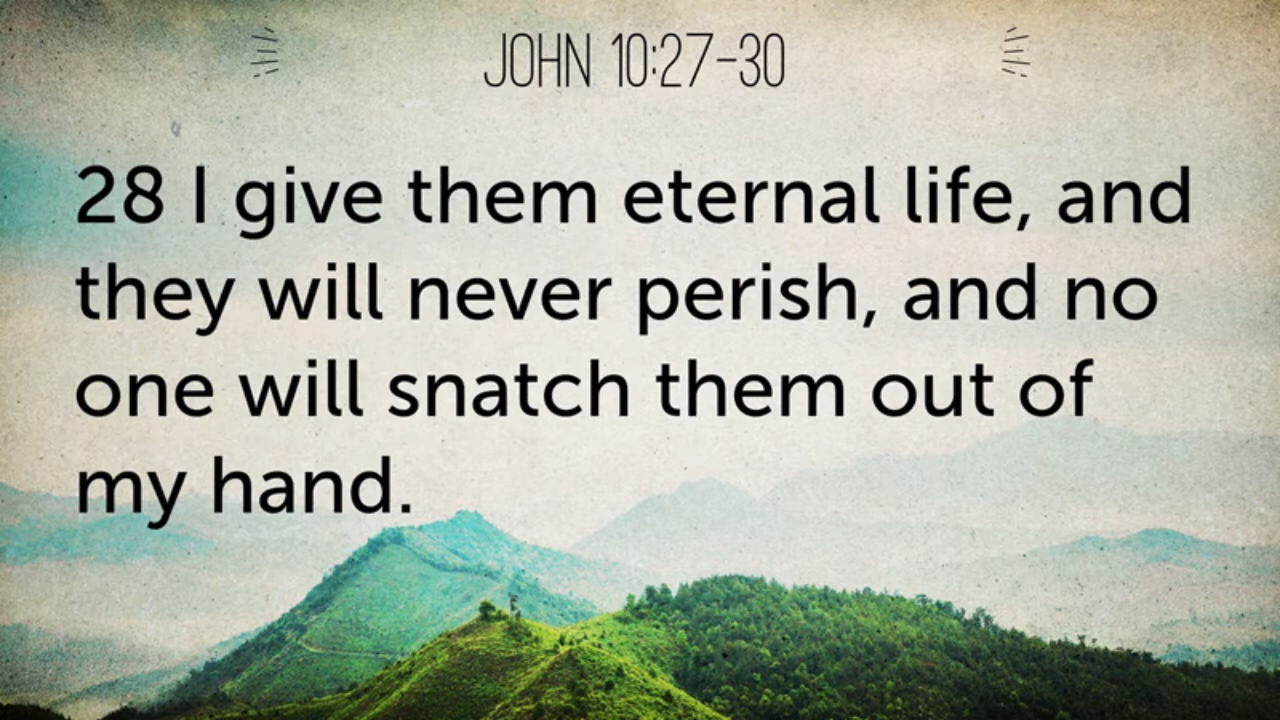 JOHN 10:27-30
28 I give them eternal life, and
they will never perish, and no
one will snatch them out of
my hand.